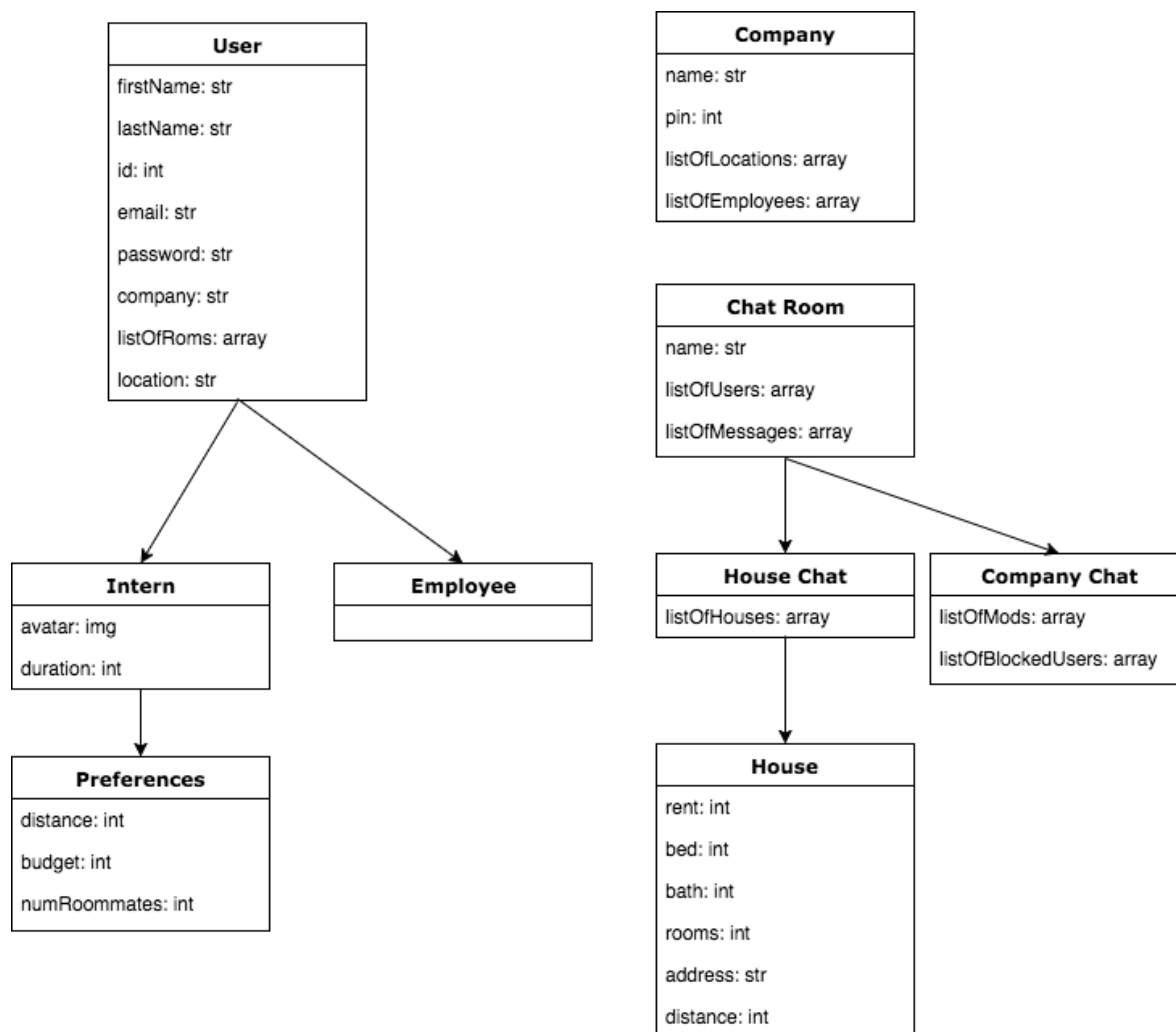 User
firstName: str
lastName: str
id: int
email: str
password: str
company: str
listOfRoms: array
location: str
Company
name: str
pin: int
listOfLocations: array
listOfEmployees: array
Chat Room
name: str
listOfUsers: array
listOfMessages: array
Intern
avatar: img
duration: int
Employee
House Chat
listOfHouses: array
Company Chat
listOfMods: array
listOfBlockedUsers: array
Preferences
distance: int
budget: int
numRoommates: int
House
rent: int
bed: int
bath: int
rooms: int
address: str
distance: int